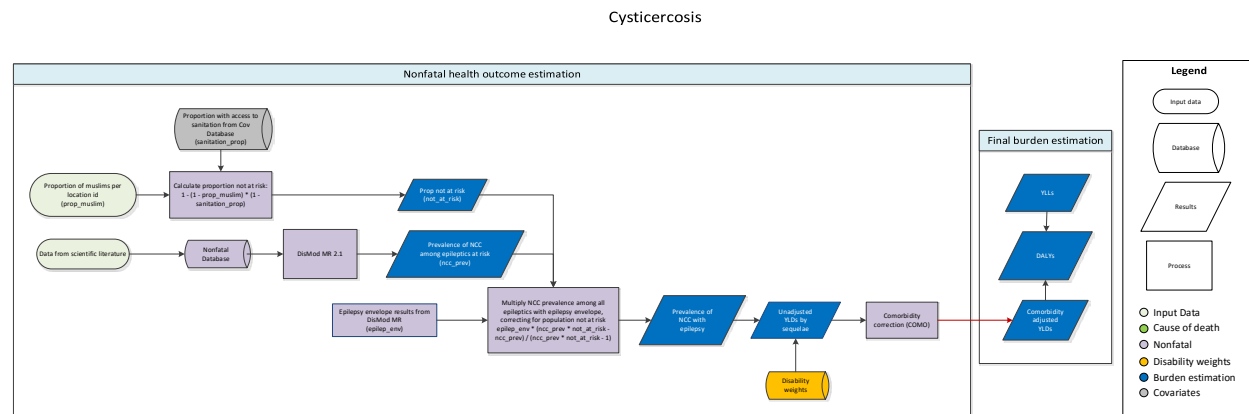 Cysticercosis
Nonfatal health outcome estimation
Proportion with access to
sanitation from Cov
Database
(sanitation_prop)
Proportion of muslims per
location id
(prop_muslim)
Calculate proportion not at risk:
1 - (1 - prop_muslim) * (1 -
sanitation_prop)
Prop not at risk
(not_at_risk)
Data from scientific literature
Nonfatal
Database
DisMod MR 2.1
Prevalence of NCC
among epileptics at risk
(ncc_prev)
Epilepsy envelope results from
DisMod MR
(epilep_env)
Multiply NCC prevalence among all
epileptics with epilepsy envelope,
correcting for population not at risk
epilep_env * (ncc_prev * not_at_risk -
ncc_prev) / (ncc_prev * not_at_risk - 1)
Prevalence of
NCC with
epilepsy
Unadjusted
YLDs by
sequelae
Comorbidity
correction (COMO)
Disability
weights
Final burden estimation
YLLs
DALYs
Comorbidity
adjusted
YLDs
Legend
Input data
Database
Results
Process
Input Data
Cause of death
Nonfatal
Disability weights
Burden estimation
Covariates